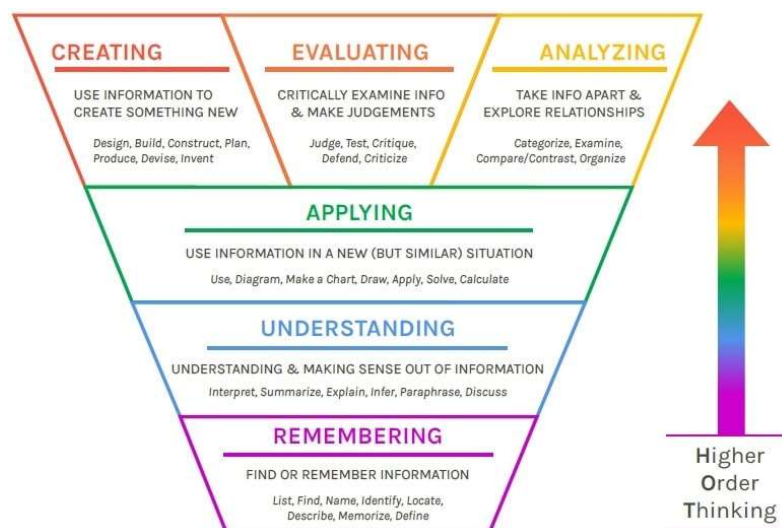 CREATING
USE INFORMATION TO
CREATE SOMETHING NEW
Design, Build, Construct, Plan,
Produce, Devise, Invent
EVALUATING
CRITICALLY EXAMINE INFO
& MAKE JUDGEMENTS
Judge, Test, Critique,
Defend, Criticize
ANALYZING
TAKE INFO APART &
EXPLORE RELATIONSHIPS
Categorize, Examine,
Compare/Contrast, Organize
APPLYING
USE INFORMATION IN A NEW (BUT SIMILAR) SITUATION
Use, Diagram, Make a Chart, Draw, Apply, Solve, Calculate
UNDERSTANDING
UNDERSTANDING & MAKING SENSE OUT OF INFORMATION
Interpret, Summarize, Explain, Infer, Paraphrase, Discuss
REMEMBERING
FIND OR REMEMBER INFORMATION
List, Find, Name, Identify, Locate,
Describe, Memorize, Define
Higher
Order
Thinking